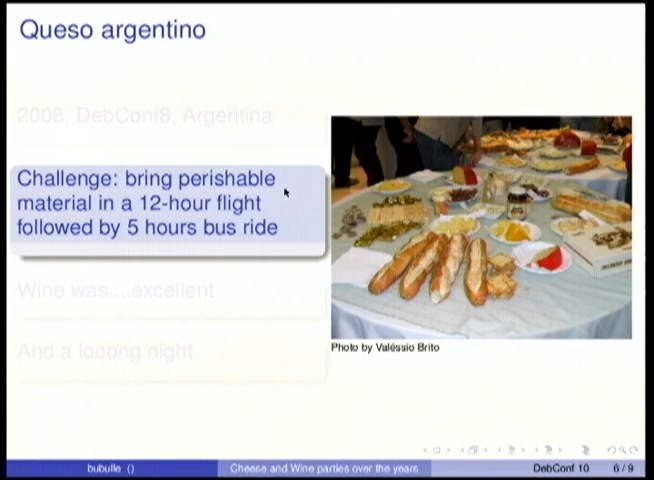 Queso argentino
2008, DebConf8, Argentina
Challenge: bring perishable
material in a 12-hour flight
followed by 5 hours bus ride
Wine was....excellent
And a looong night
Photo by Valéssio Brito
bubulle ()
Cheese and Wine parties over the years
DebConf 10
6 / 9